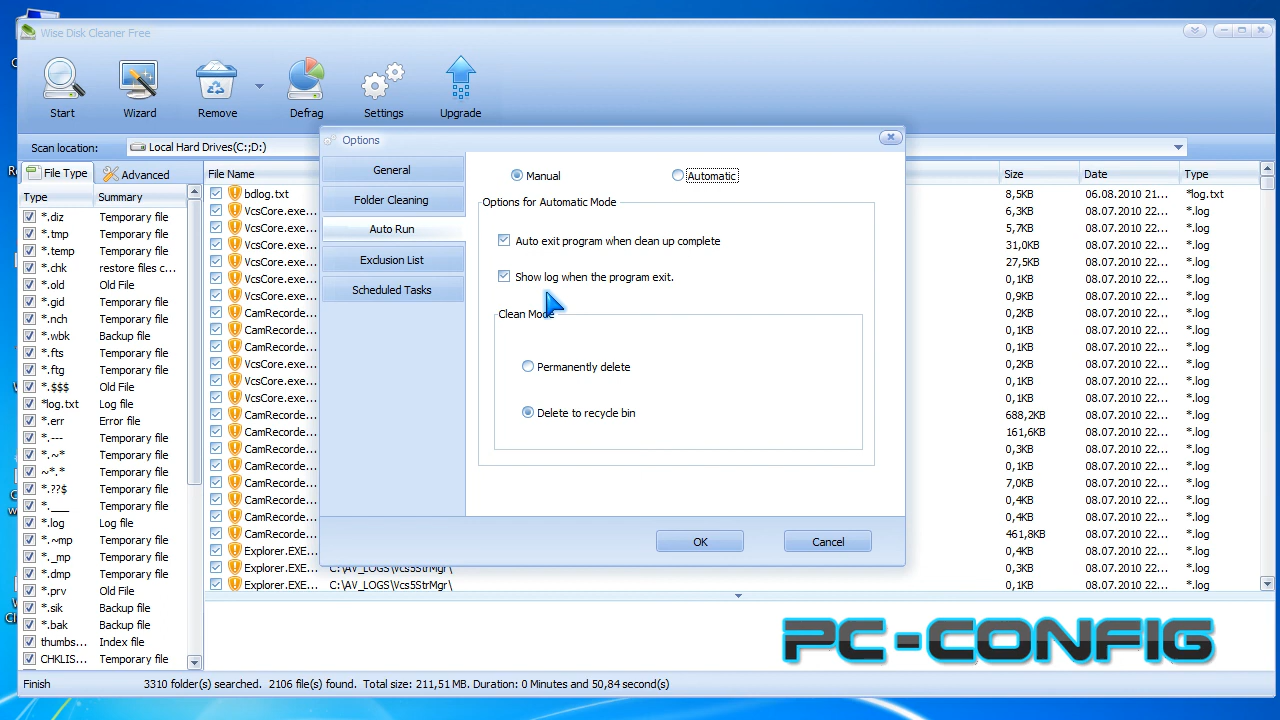 Wise Disk Cleaner Free
Start
Wizard
Remove
Defrag
Settings
Upgrade
Scan location:
Local Hard Drives(C:;D:)
File Type
Advanced
Type Summary
*.diz Temporary file
*.tmp Temporary file
*.temp Temporary file
*.chk restore files c...
*.old Old File
*.gid Temporary file
*.nch Temporary file
*.wbk Backup file
*.fts Temporary file
*.ftg Temporary file
*.$$$ Old File
*log.txt Log file
*.err Error file
*.--- Temporary file
*.~* Temporary file
~*.* Temporary file
*.??$ Temporary file
*.___ Temporary file
*.log Log file
*.~mp Temporary file
*._mp Temporary file
*.dmp Temporary file
*.prv Old File
*.sik Backup file
*.bak Backup file
thumbs... Index file
CHKLIS... Temporary file
File Name Size Date Type
bdlog.txt 8,5KB 06.08.2010 21... *log.txt
VcsCore.exe... 6,3KB 08.07.2010 22... *.log
VcsCore.exe... 5,7KB 08.07.2010 22... *.log
VcsCore.exe... 31,0KB 08.07.2010 22... *.log
VcsCore.exe... 27,5KB 08.07.2010 22... *.log
VcsCore.exe... 0,1KB 08.07.2010 22... *.log
VcsCore.exe... 0,9KB 08.07.2010 22... *.log
CamRecorde... 0,2KB 08.07.2010 22... *.log
CamRecorde... 0,1KB 08.07.2010 22... *.log
CamRecorde... 0,1KB 08.07.2010 22... *.log
VcsCore.exe... 0,2KB 08.07.2010 22... *.log
VcsCore.exe... 0,1KB 08.07.2010 22... *.log
VcsCore.exe... 0,1KB 08.07.2010 22... *.log
CamRecorde... 688,2KB 08.07.2010 22... *.log
CamRecorde... 161,6KB 08.07.2010 22... *.log
CamRecorde... 0,3KB 08.07.2010 22... *.log
CamRecorde... 0,1KB 08.07.2010 22... *.log
CamRecorde... 7,0KB 08.07.2010 22... *.log
CamRecorde... 0,4KB 08.07.2010 22... *.log
CamRecorde... 0,4KB 08.07.2010 22... *.log
CamRecorde... 461,8KB 08.07.2010 22... *.log
Explorer.EXE... 0,3KB 08.07.2010 22... *.log
Explorer.EXE... C:\AV_LOGS\Vcs5StrMgr\ 0,3KB 08.07.2010 22... *.log
Explorer.EXE... C:\AV_LOGS\Vcs5StrMgr\ 0,1KB 08.07.2010 22... *.log
Options
General
Folder Cleaning
Auto Run
Exclusion List
Scheduled Tasks
Manual
Automatic
Options for Automatic Mode
Auto exit program when clean up complete
Show log when the program exit.
Clean Mode
Permanently delete
Delete to recycle bin
OK
Cancel
PC-CONFIG
Finish 3310 folder(s) searched. 2106 file(s) found. Total size: 211,51 MB. Duration: 0 Minutes and 50,84 second(s)